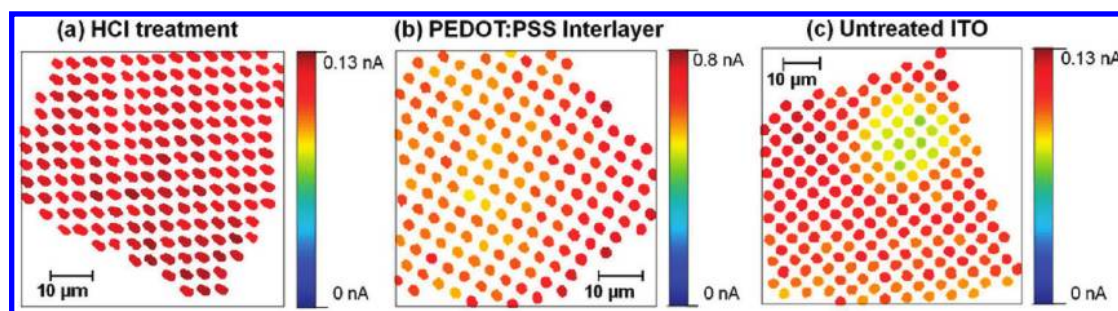 (a) HCl treatment
(b) PEDOT:PSS Interlayer
(c) Untreated ITO
0.13 nA
0.8 nA
0.13 nA
10 µm
10 µm
10 µm
0 nA
0 nA
0 nA